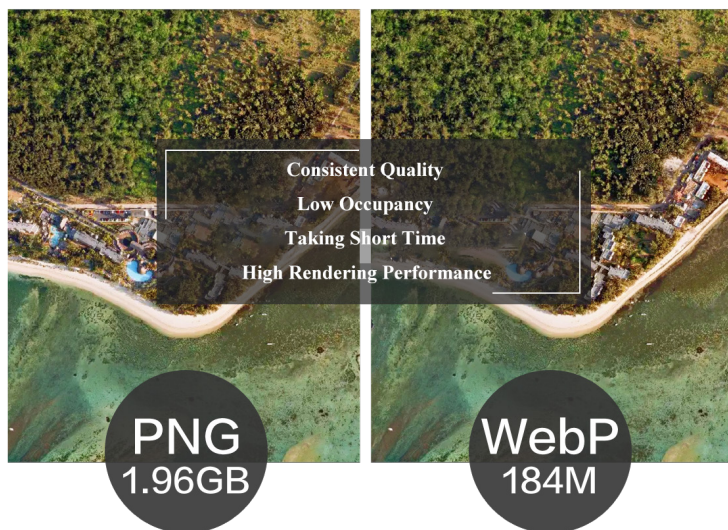 Consistent Quality
Low Occupancy
Taking Short Time
High Rendering Performance
PNG
1.96GB
WebP
184M